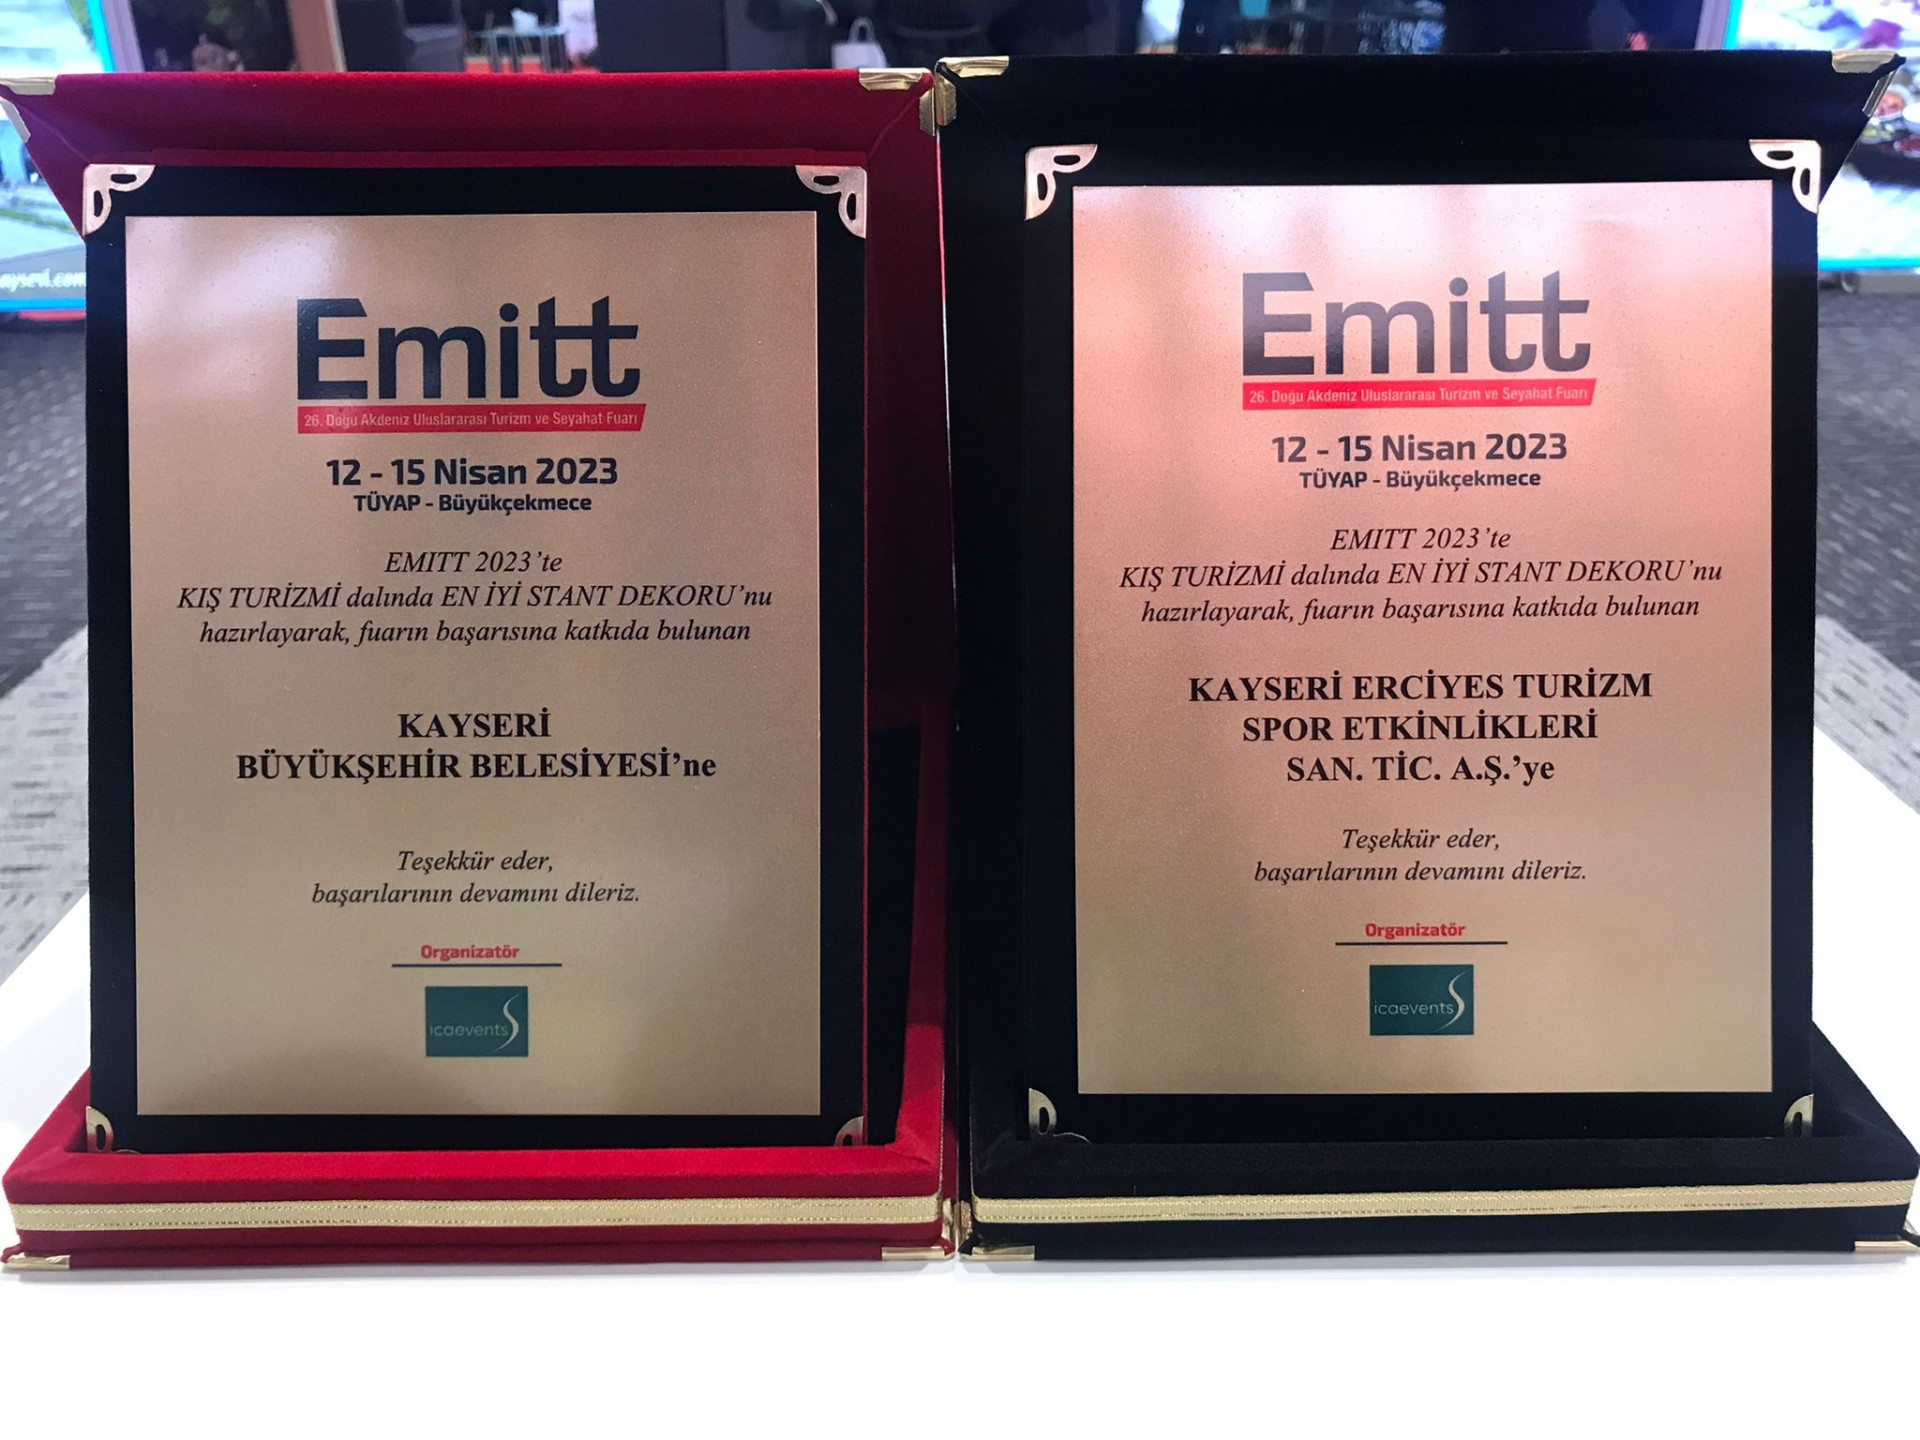 Emitt
26. Doğu Akdeniz Uluslararası Turizm ve Seyahat Fuarı
12 - 15 Nisan 2023
TÜYAP - Büyükçekmece
EMITT 2023’te
KIŞ TURİZMİ dalında EN İYİ STANT DEKORU’nu
hazırlayarak, fuarın başarısına katkıda bulunan
KAYSERİ
BÜYÜKŞEHİR BELESİYESİ’ne
Teşekkür eder,
başarılarının devamını dileriz.
Organizatör
icaevents
Emitt
26. Doğu Akdeniz Uluslararası Turizm ve Seyahat Fuarı
12 - 15 Nisan 2023
TÜYAP - Büyükçekmece
EMITT 2023’te
KIŞ TURİZMİ dalında EN İYİ STANT DEKORU’nu
hazırlayarak, fuarın başarısına katkıda bulunan
KAYSERİ ERCİYES TURİZM
SPOR ETKİNLİKLERİ
SAN. TİC. A.Ş.’ye
Teşekkür eder,
başarılarının devamını dileriz.
Organizatör
icaevents